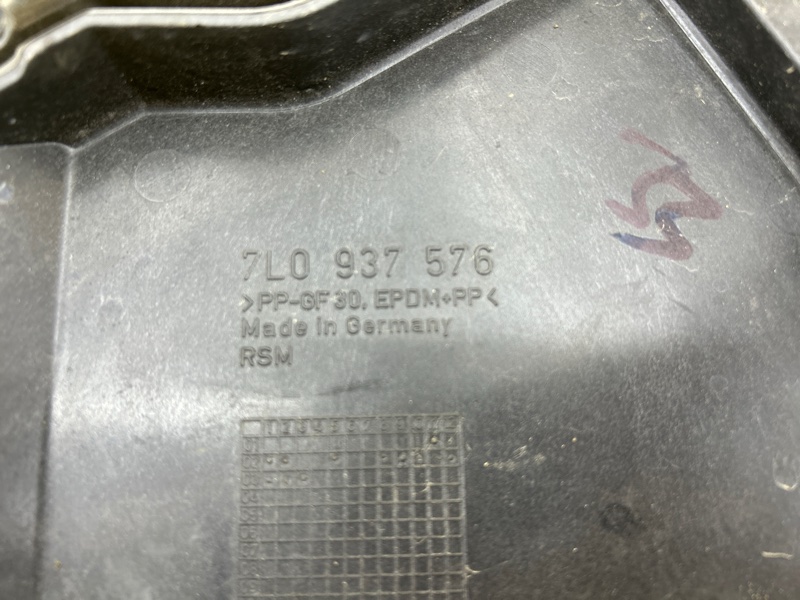 7L0 937 576
>PP-GF30. EPDM+PP<
Made in Germany
RSM